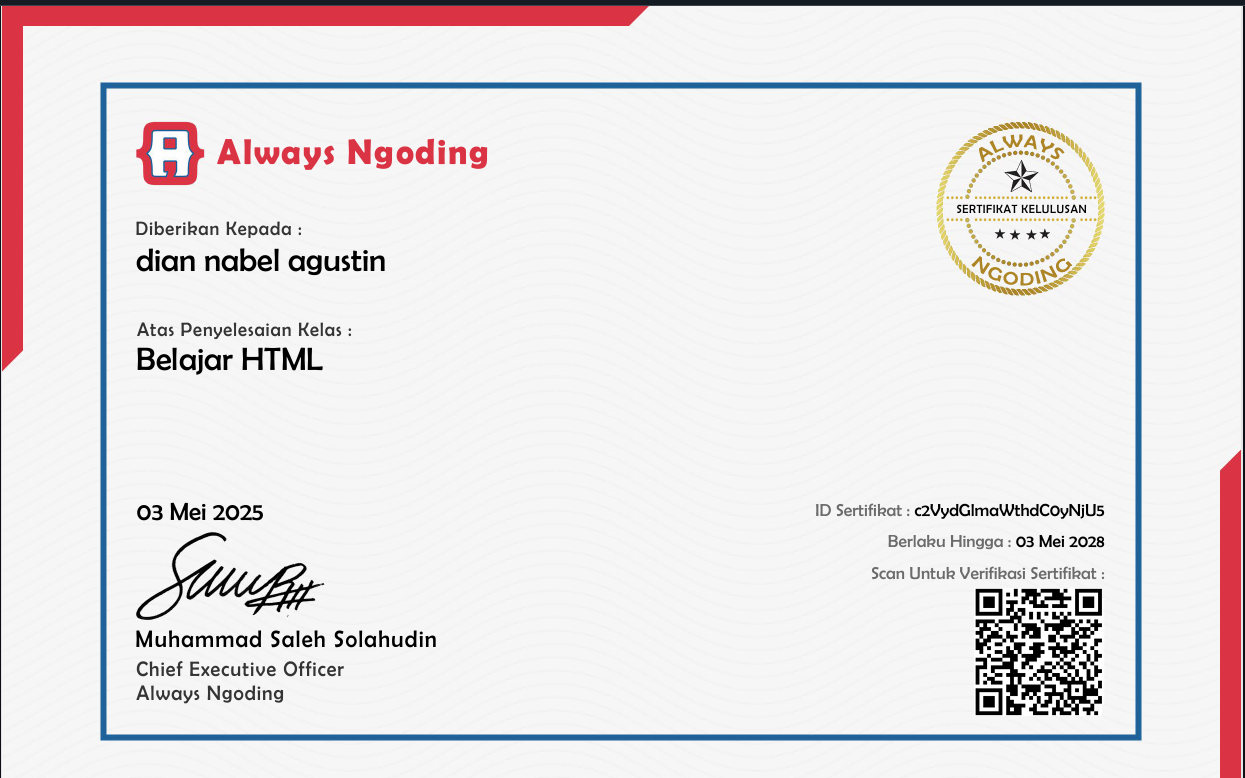 Always Ngoding
ALWAYS
SERTIFIKAT KELULUSAN
NGODING
Diberikan Kepada :
dian nabel agustin
Atas Penyelesaian Kelas :
Belajar HTML
03 Mei 2025
Muhammad Saleh Solahudin
Chief Executive Officer
Always Ngoding
ID Sertifikat : c2VydGlmaWthdC0yNjU5
Berlaku Hingga : 03 Mei 2028
Scan Untuk Verifikasi Sertifikat :